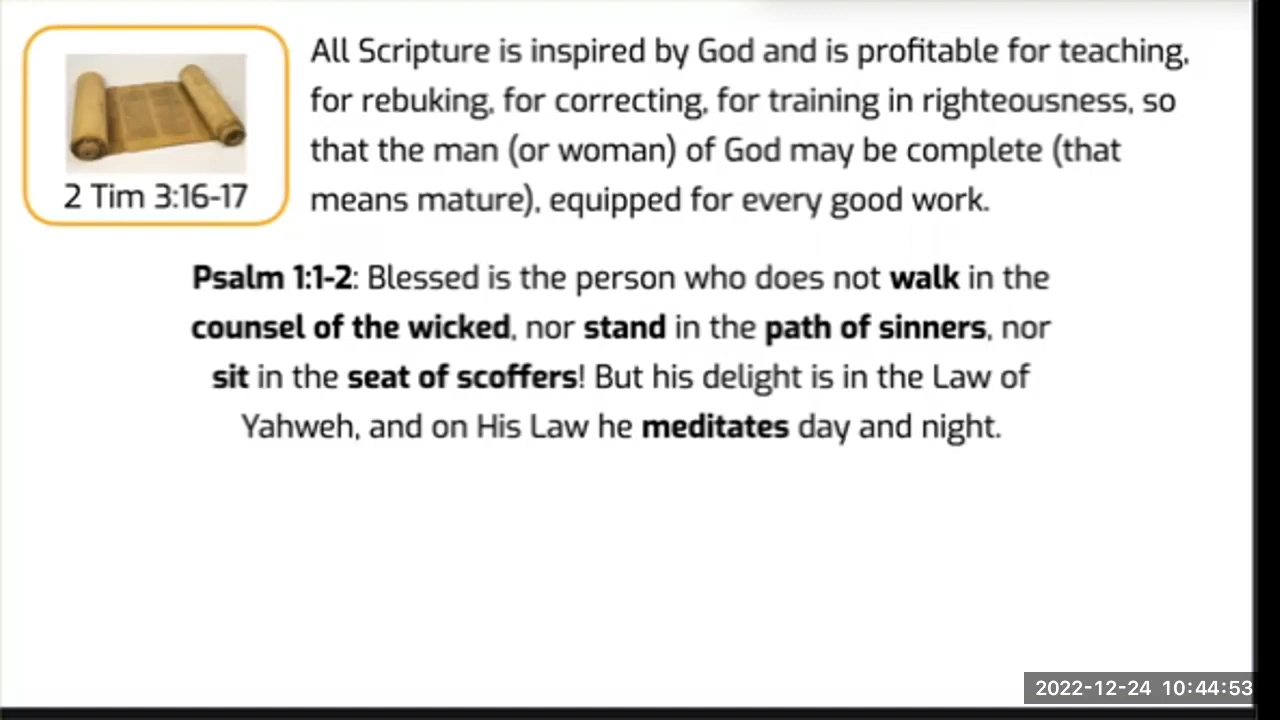 All Scripture is inspired by God and is profitable for teaching,
for rebuking, for correcting, for training in righteousness, so
that the man (or woman) of God may be complete (that
means mature), equipped for every good work.
2 Tim 3:16-17
Psalm 1:1-2: Blessed is the person who does not walk in the
counsel of the wicked, nor stand in the path of sinners, nor
sit in the seat of scoffers! But his delight is in the Law of
Yahweh, and on His Law he meditates day and night.
2022-12-24 10:44:53